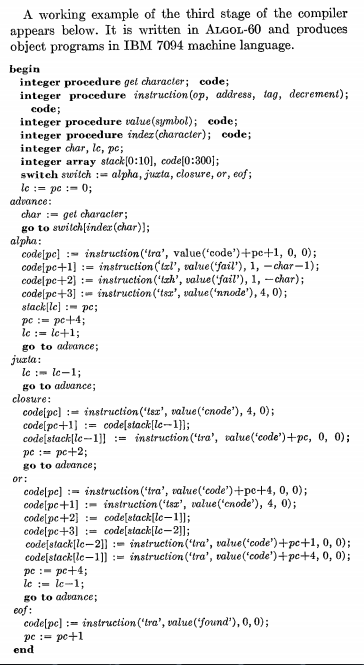 A working example of the third stage of the compiler
appears below. It is written in ALGOL-60 and produces
object programs in IBM 7094 machine language.
begin
integer procedure get character; code;
integer procedure instruction(op, address, tag, decrement);
code;
integer procedure value(symbol); code;
integer procedure index(character); code;
integer char, lc, pc;
integer array stack[0:10], code[0:300];
switch switch := alpha, juxta, closure, or, eof;
lc := pc := 0;
advance:
char := get character;
go to switch[index(char)];
alpha:
code[pc] := instruction(‘tra’, value(‘code’)+pc+1, 0, 0);
code[pc+1] := instruction(‘txl’, value(‘fail’), 1, −char−1);
code[pc+2] := instruction(‘txh’, value(‘fail’), 1, −char);
code[pc+3] := instruction(‘tsx’, value(‘nnode’), 4, 0);
stack[lc] := pc;
pc := pc+4;
lc := lc+1;
go to advance;
juxta:
lc := lc−1;
go to advance;
closure:
code[pc] := instruction(‘tsx’, value(‘cnode’), 4, 0);
code[pc+1] := code[stack[lc−1]];
code[stack[lc−1]] := instruction(‘tra’, value(‘code’)+pc, 0, 0);
pc := pc+2;
go to advance;
or:
code[pc] := instruction(‘tra’, value(‘code’)+pc+4, 0, 0);
code[pc+1] := instruction(‘tsx’, value(‘cnode’), 4, 0);
code[pc+2] := code[stack[lc−1]];
code[pc+3] := code[stack[lc−2]];
code[stack[lc−2]] := instruction(‘tra’, value(‘code’)+pc+1, 0, 0);
code[stack[lc−1]] := instruction(‘tra’, value(‘code’)+pc+4, 0, 0);
pc := pc+4;
lc := lc−1;
go to advance;
eof:
code[pc] := instruction(‘tra’, value(‘found’), 0, 0);
pc := pc+1
end